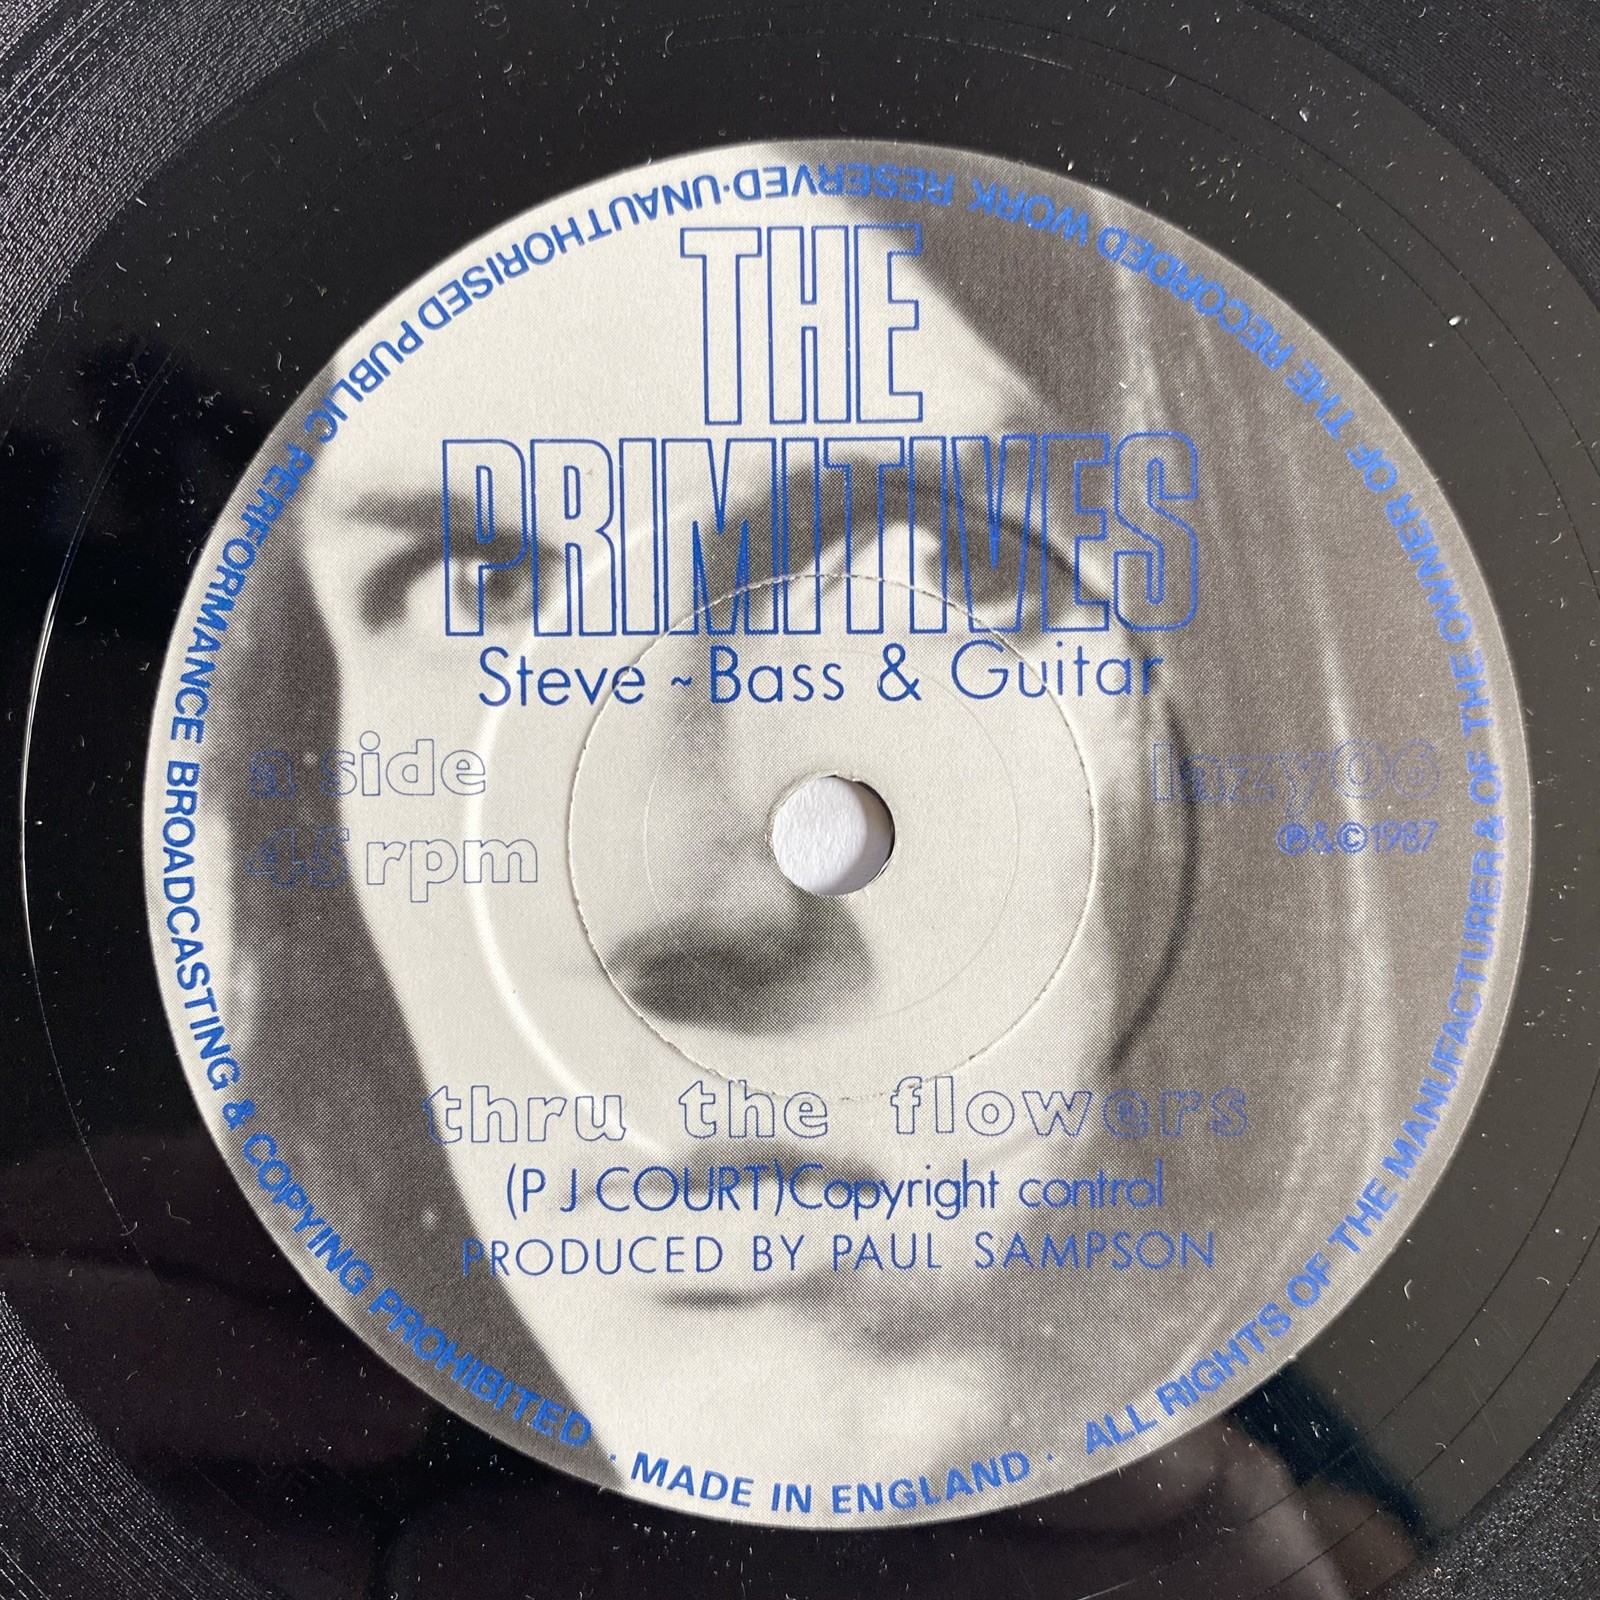 THE
PRIMITIVES
Steve ~ Bass & Guitar
a side
45 rpm
lazy 06
℗&©1987
thru the flowers
(P J COURT) Copyright control
PRODUCED BY PAUL SAMPSON
ALL RIGHTS OF THE MANUFACTURER & OF THE OWNER OF THE RECORDED WORK RESERVED·UNAUTHORISED PUBLIC PERFORMANCE BROADCASTING & COPYING PROHIBITED · MADE IN ENGLAND ·